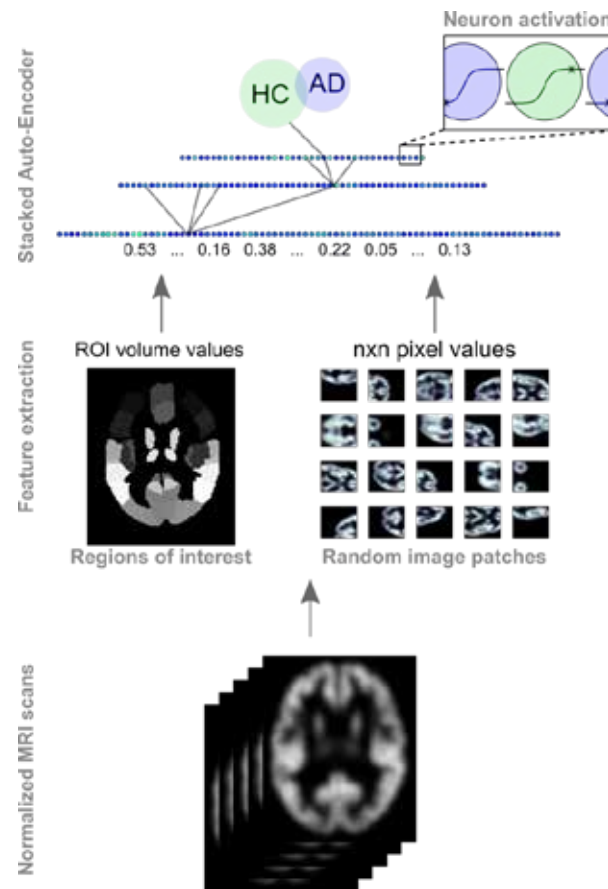 Neuron activation
HC
AD
Stacked Auto-Encoder
0.53 ... 0.16 0.38 ... 0.22 0.05 ... 0.13
ROI volume values
nxn pixel values
Feature extraction
Regions of interest
Random image patches
Normalized MRI scans